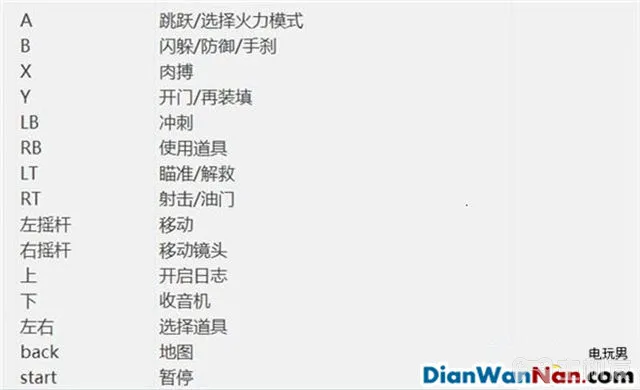 A 跳跃/选择火力模式
B 闪躲/防御/手刹
X 肉搏
Y 开门/再装填
LB 冲刺
RB 使用道具
LT 瞄准/解救
RT 射击/油门
左摇杆 移动
右摇杆 移动镜头
上 开启日志
下 收音机
左右 选择道具
back 地图
start 暂停
电玩男
DianWanNan.com